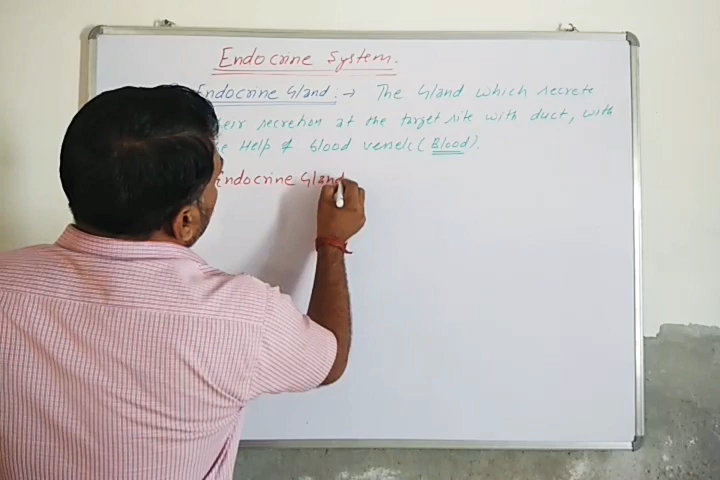 Endocrine System.
Endocrine Gland :→ The Gland which secrete
their secretion at the target site with duct, with
Help of blood vessels (Blood).
Endocrine Gland